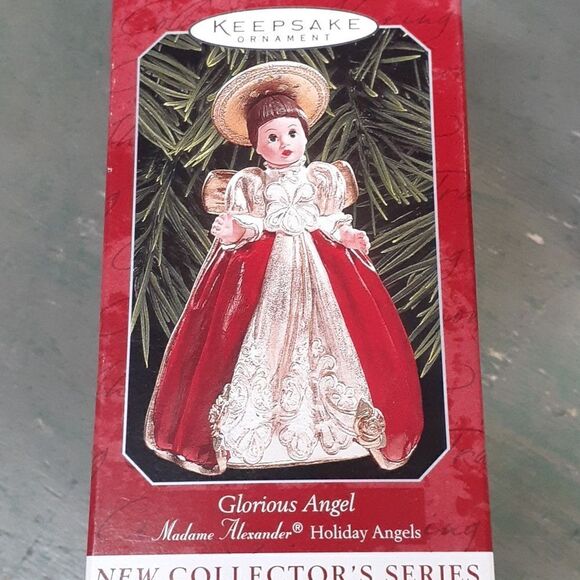 KEEPSAKE
ORNAMENT
Glorious Angel
Madame Alexander® Holiday Angels
NEW COLLECTOR'S SERIES